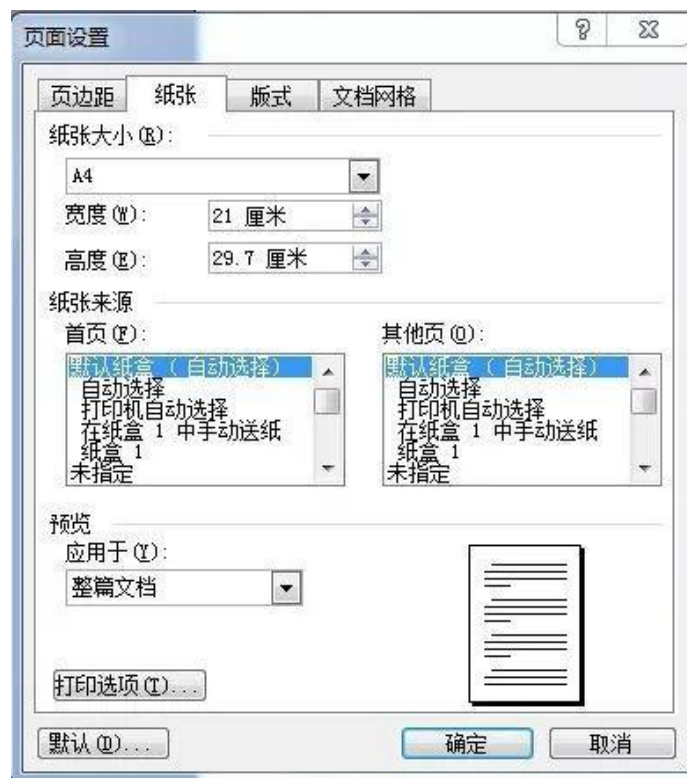 页面设置
页边距 纸张 版式 文档网格
纸张大小(R):
A4
宽度(W): 21 厘米
高度(E): 29.7 厘米
纸张来源
首页(F): 其他页(O):
默认纸盒 (自动选择) 默认纸盒 (自动选择)
自动选择 自动选择
打印机自动选择 打印机自动选择
在纸盒 1 中手动送纸 在纸盒 1 中手动送纸
纸盒 1 纸盒 1
未指定 未指定
预览
应用于(Y):
整篇文档
打印选项(T)...
默认(D)... 确定 取消